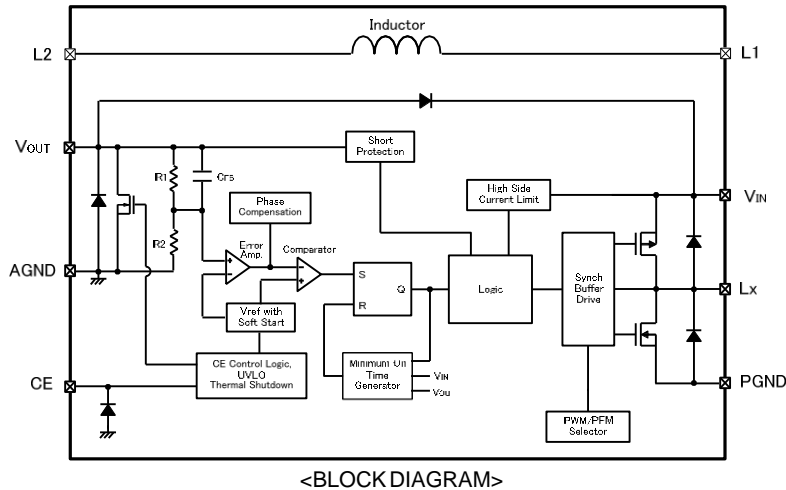 Inductor
L2
L1
VOUT
Short
Protection
R1
CFB
High Side
Current Limit
VIN
Phase
Compensation
R2
Error
Amp.
Comparator
AGND
S
R
Q
Logic
Synch
Buffer
Drive
Lx
Vref with
Soft Start
CE
CE Control Logic,
UVLO
Thermal Shutdown
Minimum On
Time
Generator
VIN
PGND
PWM/PFM
Selector
<BLOCK DIAGRAM>